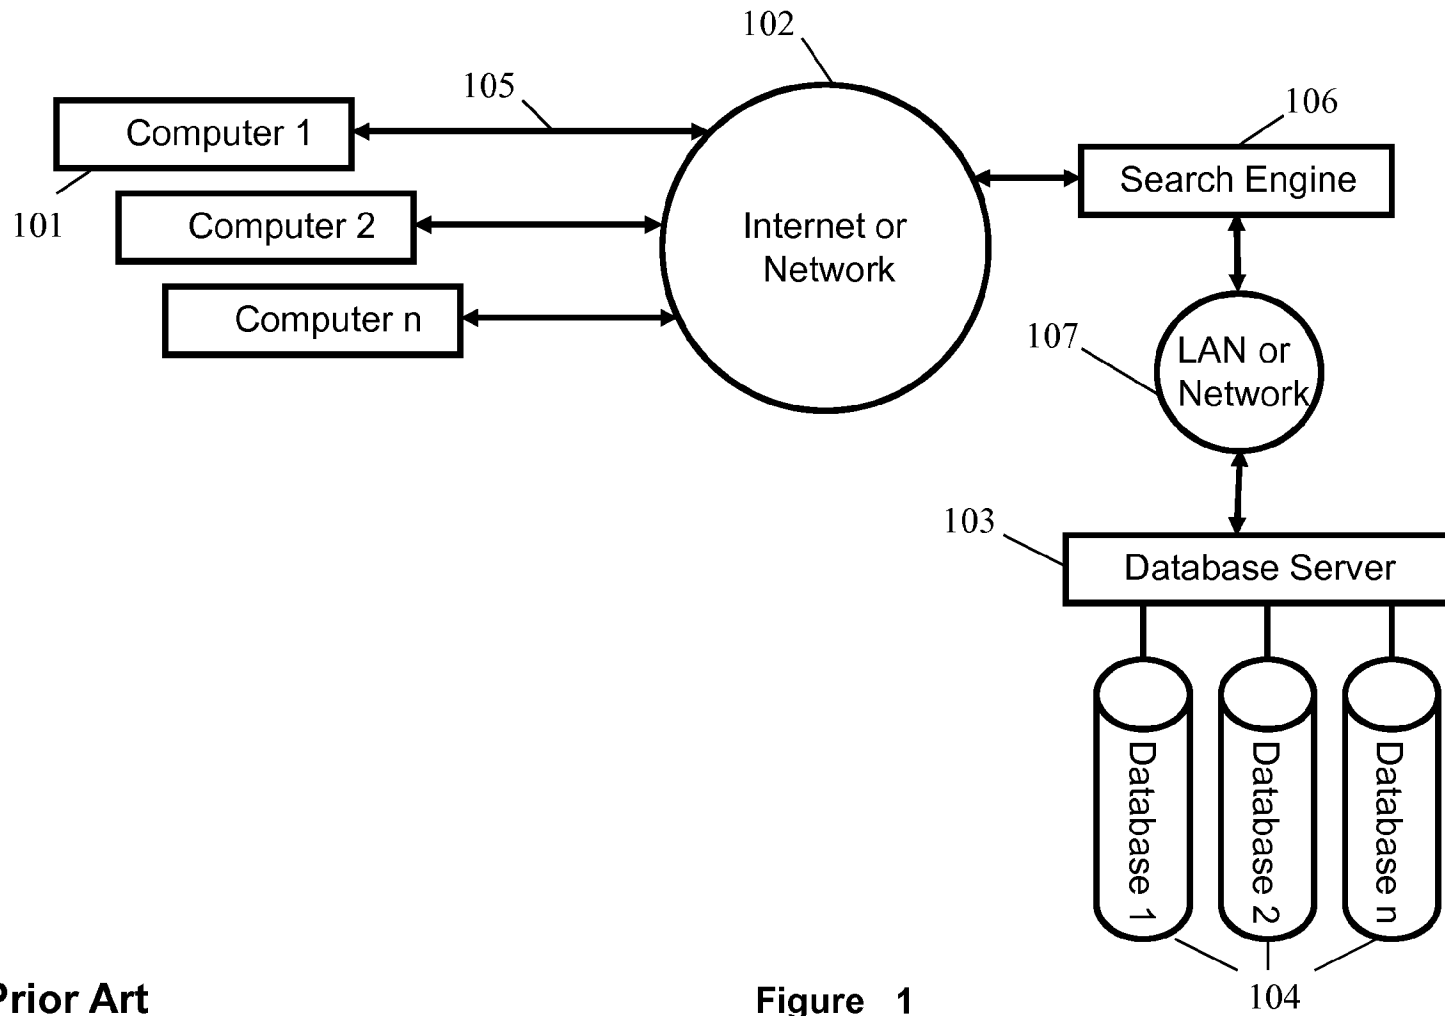 102
105
106
Computer 1
Search Engine
101
Computer 2
Internet or
Network
Computer n
107
LAN or
Network
103
Database Server
Database 1
Database 2
Database n
104
Prior Art
Figure 1